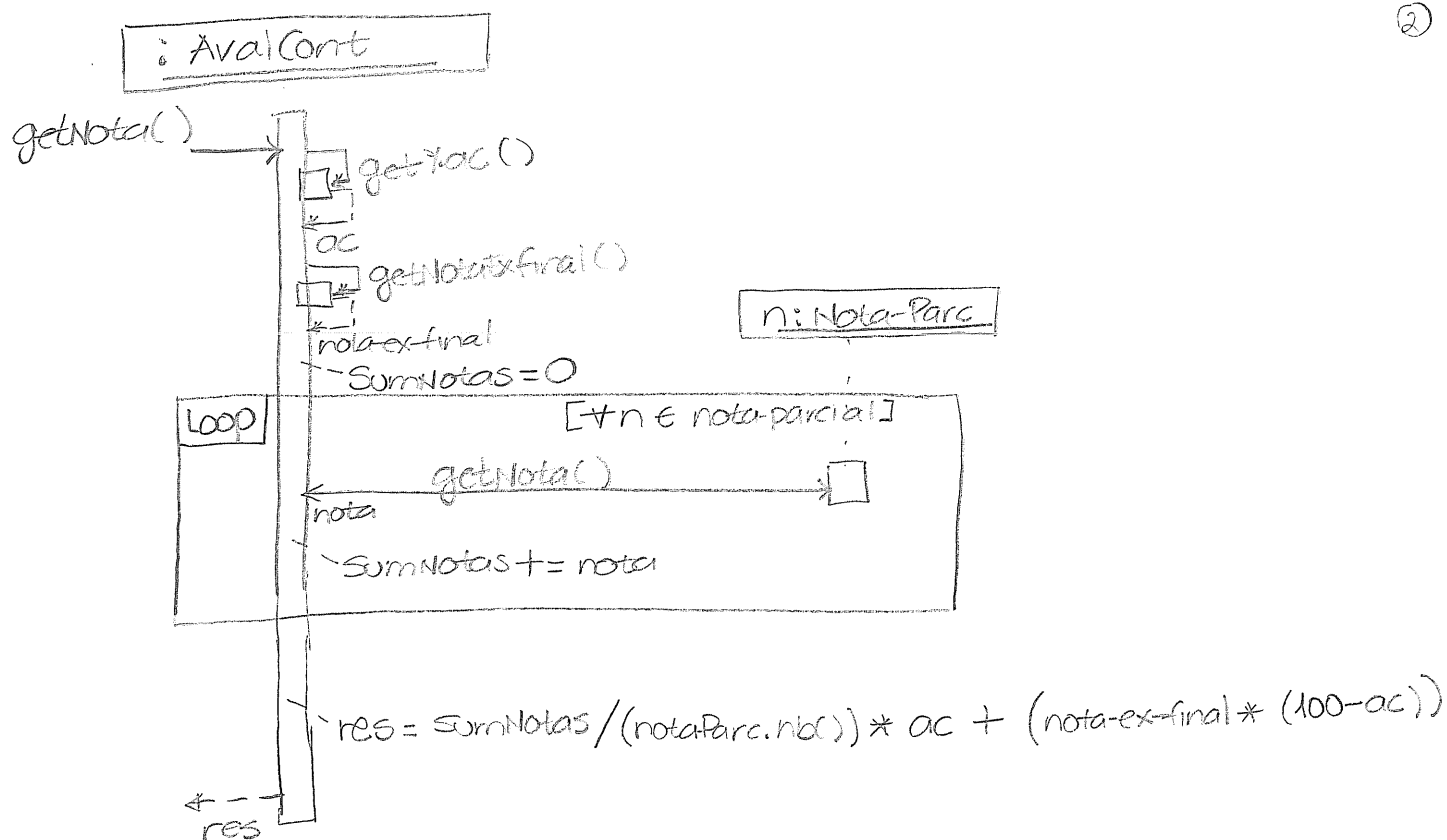 ②
: AvalCont
getNota()
get%ac()
ac
getNotaExfinal()
nota-ex-final
n: Nota-Parc
SumNotas=0
Loop
[∀n ∈ nota-parcial]
getNota()
nota
SumNotas += nota
res = SumNotas/(notaParc.nb()) * ac + (nota-ex-final * (100-ac))
res